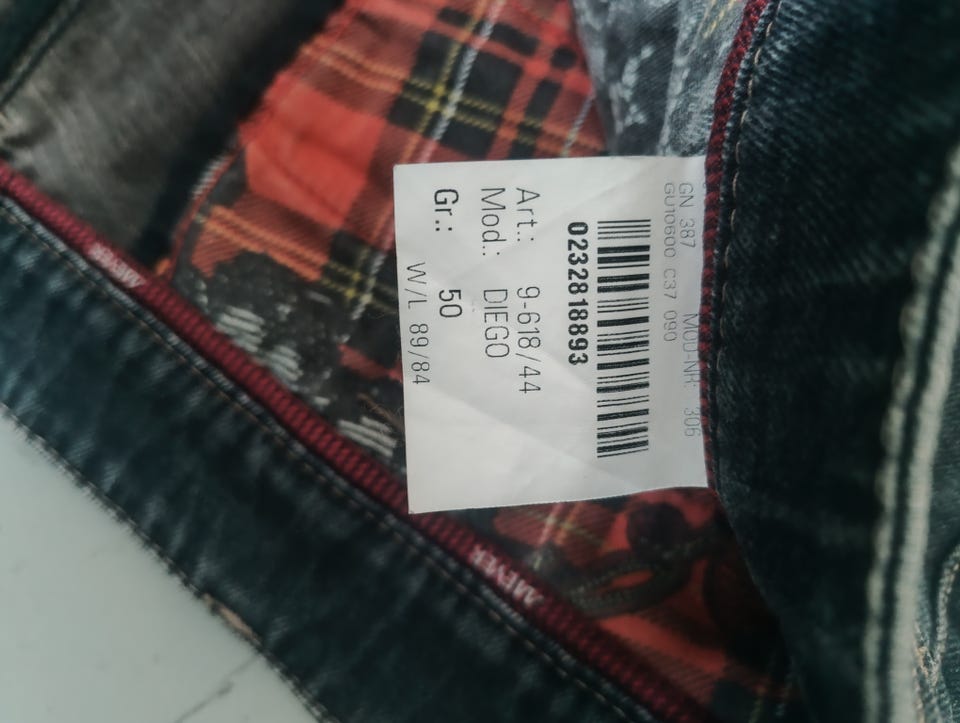 GN 387 MOD-NR: 306
GU10600 C37 090
0232818893
Art.: 9-618/44
Mod.: DIEGO
Gr.: 50
W/L 89/84
MEYER